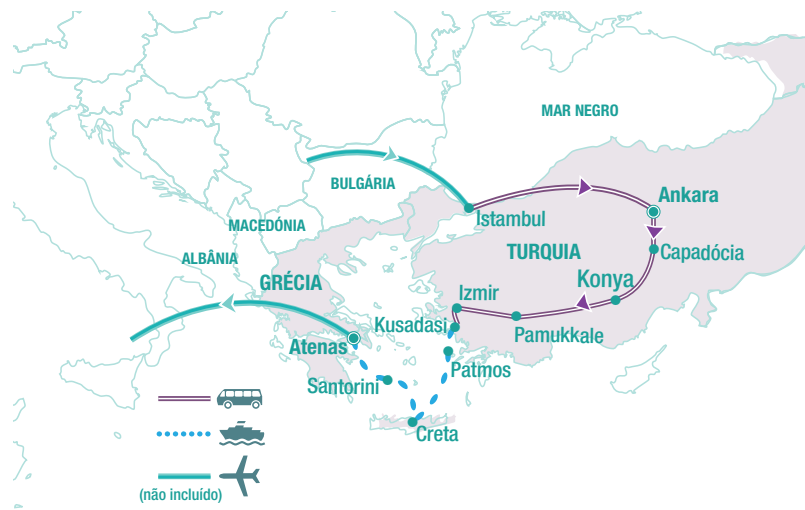 MAR NEGRO
BULGÁRIA
MACEDÓNIA
ALBÂNIA
GRÉCIA
TURQUIA
Istambul
Ankara
Capadócia
Konya
Izmir
Pamukkale
Kusadasi
Atenas
Patmos
Santorini
Creta
(não incluído)